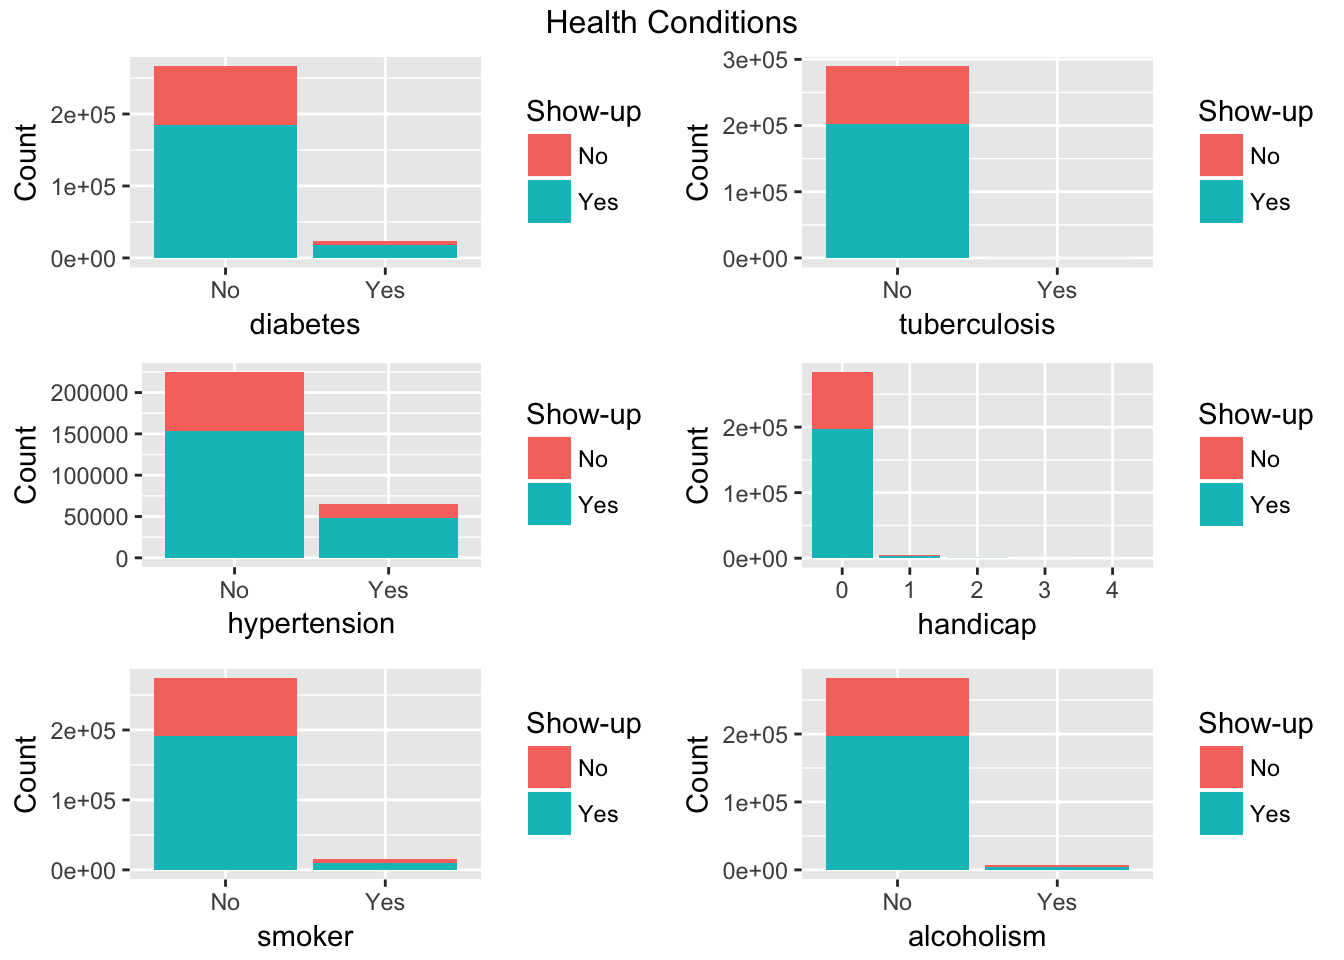 Health Conditions
Count
2e+05
1e+05
0e+00
No
Yes
diabetes
Show-up
No
Yes
Count
3e+05
2e+05
1e+05
0e+00
No
Yes
tuberculosis
Show-up
No
Yes
Count
200000
150000
100000
50000
0
No
Yes
hypertension
Show-up
No
Yes
Count
2e+05
1e+05
0e+00
0
1
2
3
4
handicap
Show-up
No
Yes
Count
2e+05
1e+05
0e+00
No
Yes
smoker
Show-up
No
Yes
Count
2e+05
1e+05
0e+00
No
Yes
alcoholism
Show-up
No
Yes